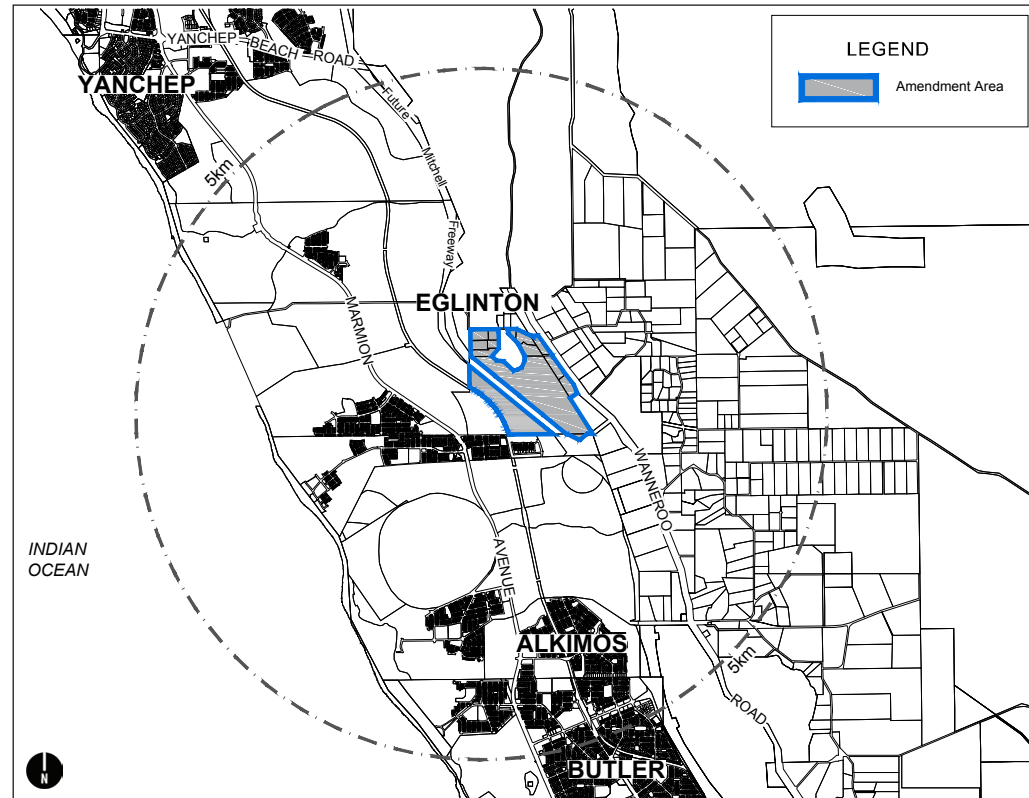 YANCHEP BEACH ROAD
LEGEND
Amendment Area
YANCHEP
Future
Mitchell
Freeway
5km
EGLINTON
MARMION
AVENUE
WANNEROO
ROAD
INDIAN
OCEAN
ALKIMOS
5km
BUTLER
N